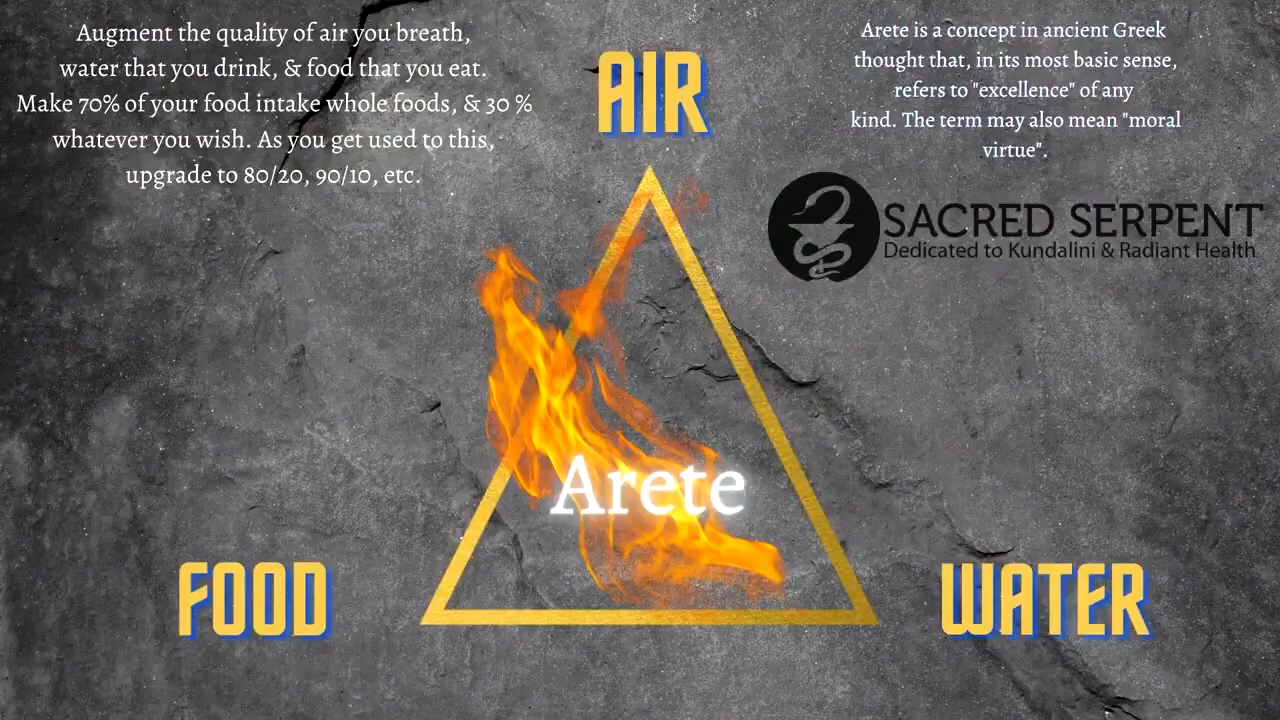 Augment the quality of air you breath,
water that you drink, & food that you eat.
Make 70% of your food intake whole foods, & 30 %
whatever you wish. As you get used to this,
upgrade to 80/20, 90/10, etc.
AIR
Arete is a concept in ancient Greek
thought that, in its most basic sense,
refers to "excellence" of any
kind. The term may also mean "moral
virtue".
SACRED SERPENT
Dedicated to Kundalini & Radiant Health
Arete
FOOD
WATER